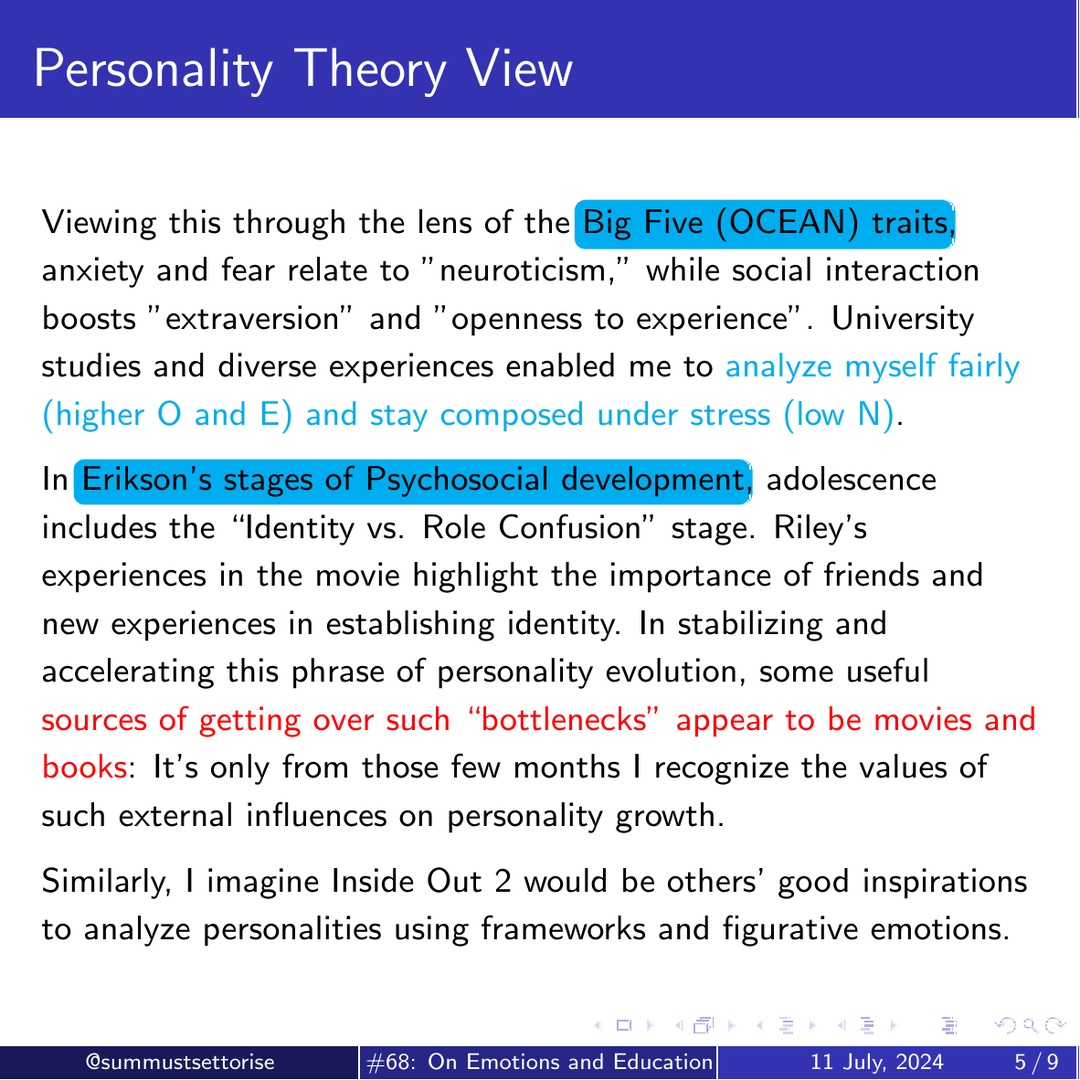 Personality Theory View
Viewing this through the lens of the Big Five (OCEAN) traits,
anxiety and fear relate to ”neuroticism,” while social interaction
boosts ”extraversion” and ”openness to experience”. University
studies and diverse experiences enabled me to analyze myself fairly
(higher O and E) and stay composed under stress (low N).
In Erikson’s stages of Psychosocial development, adolescence
includes the “Identity vs. Role Confusion” stage. Riley’s
experiences in the movie highlight the importance of friends and
new experiences in establishing identity. In stabilizing and
accelerating this phrase of personality evolution, some useful
sources of getting over such “bottlenecks” appear to be movies and
books: It’s only from those few months I recognize the values of
such external influences on personality growth.
Similarly, I imagine Inside Out 2 would be others’ good inspirations
to analyze personalities using frameworks and figurative emotions.
@summustsettorise #68: On Emotions and Education 11 July, 2024 5 / 9